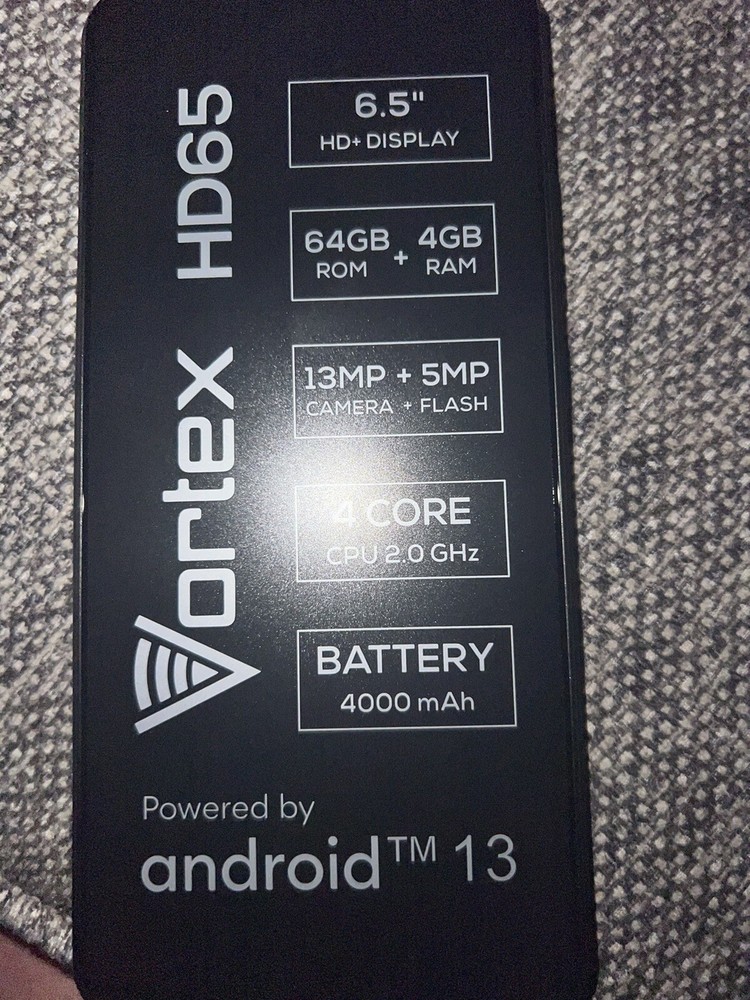 Vortex HD65
6.5"
HD+ DISPLAY
64GB + 4GB
ROM RAM
13MP + 5MP
CAMERA + FLASH
4 CORE
CPU 2.0 GHz
BATTERY
4000 mAh
Powered by
android™ 13